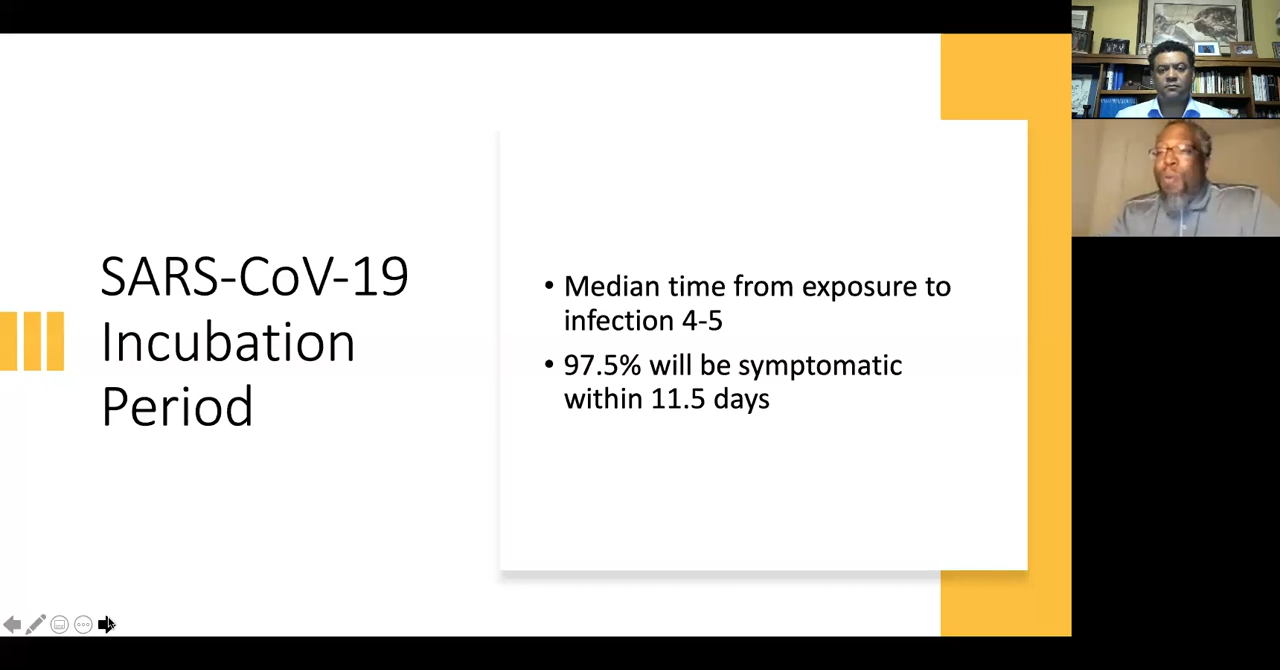 SARS-CoV-19
Incubation
Period
• Median time from exposure to
infection 4-5
• 97.5% will be symptomatic
within 11.5 days